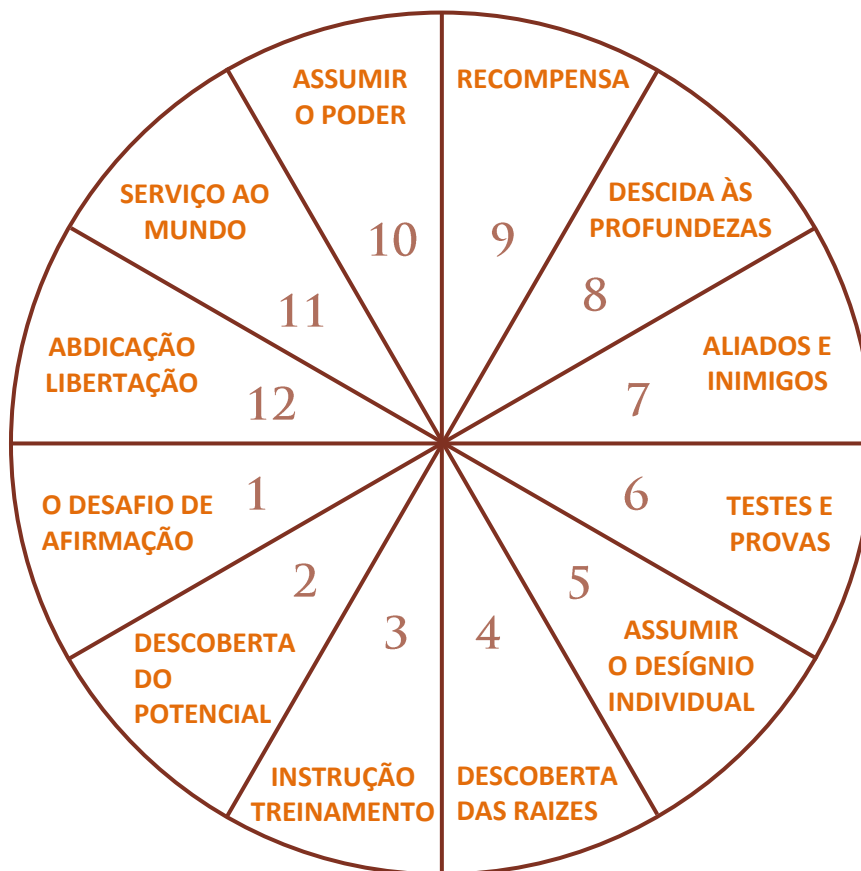 ASSUMIR
O PODER
10
RECOMPENSA
9
DESCIDA ÀS
PROFUNDEZAS
8
ALIADOS E
INIMIGOS
7
TESTES E
PROVAS
6
ASSUMIR
O DESÍGNIO
INDIVIDUAL
5
DESCOBERTA
DAS RAIZES
4
INSTRUÇÃO
TREINAMENTO
3
DESCOBERTA
DO
POTENCIAL
2
O DESAFIO DE
AFIRMAÇÃO
1
ABDICAÇÃO
LIBERTAÇÃO
12
SERVIÇO AO
MUNDO
11